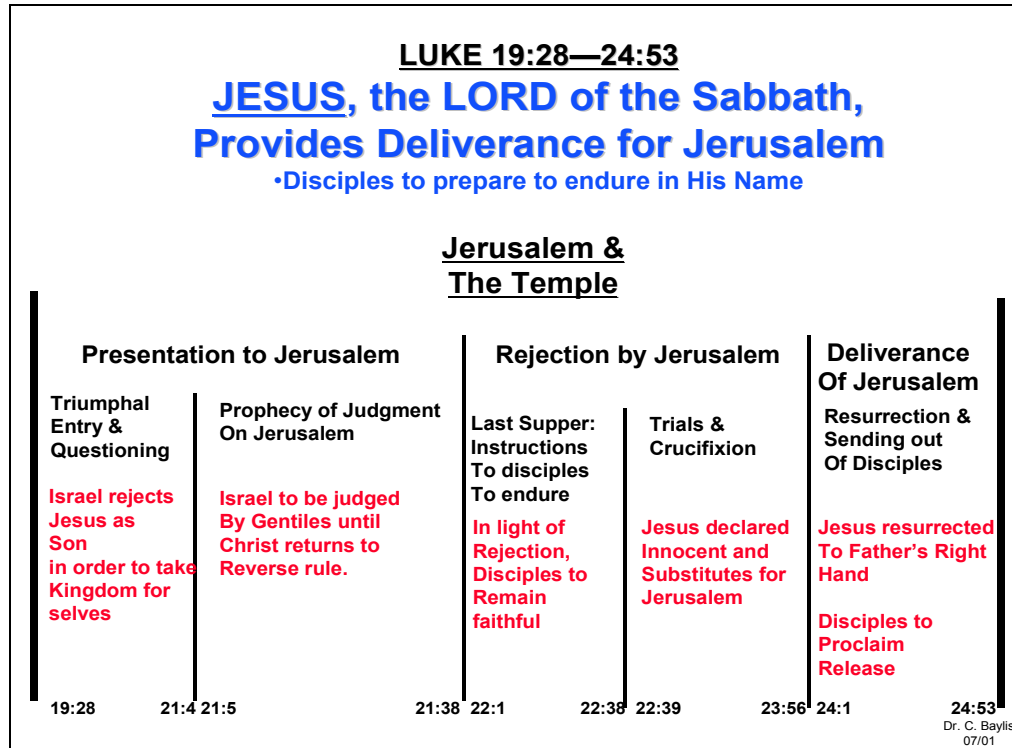 LUKE 19:28—24:53
JESUS, the LORD of the Sabbath,
Provides Deliverance for Jerusalem
•Disciples to prepare to endure in His Name
Jerusalem &
The Temple
Presentation to Jerusalem
Triumphal
Entry &
Questioning
Israel rejects
Jesus as
Son
in order to take
Kingdom for
selves
Prophecy of Judgment
On Jerusalem
Israel to be judged
By Gentiles until
Christ returns to
Reverse rule.
Rejection by Jerusalem
Last Supper:
Instructions
To disciples
To endure
In light of
Rejection,
Disciples to
Remain
faithful
Trials &
Crucifixion
Jesus declared
Innocent and
Substitutes for
Jerusalem
Deliverance
Of Jerusalem
Resurrection &
Sending out
Of Disciples
Jesus resurrected
To Father's Right
Hand
Disciples to
Proclaim
Release
19:28 21:4 21:5 21:38 22:1 22:38 22:39 23:56 24:1 24:53
Dr. C. Baylis
07/01